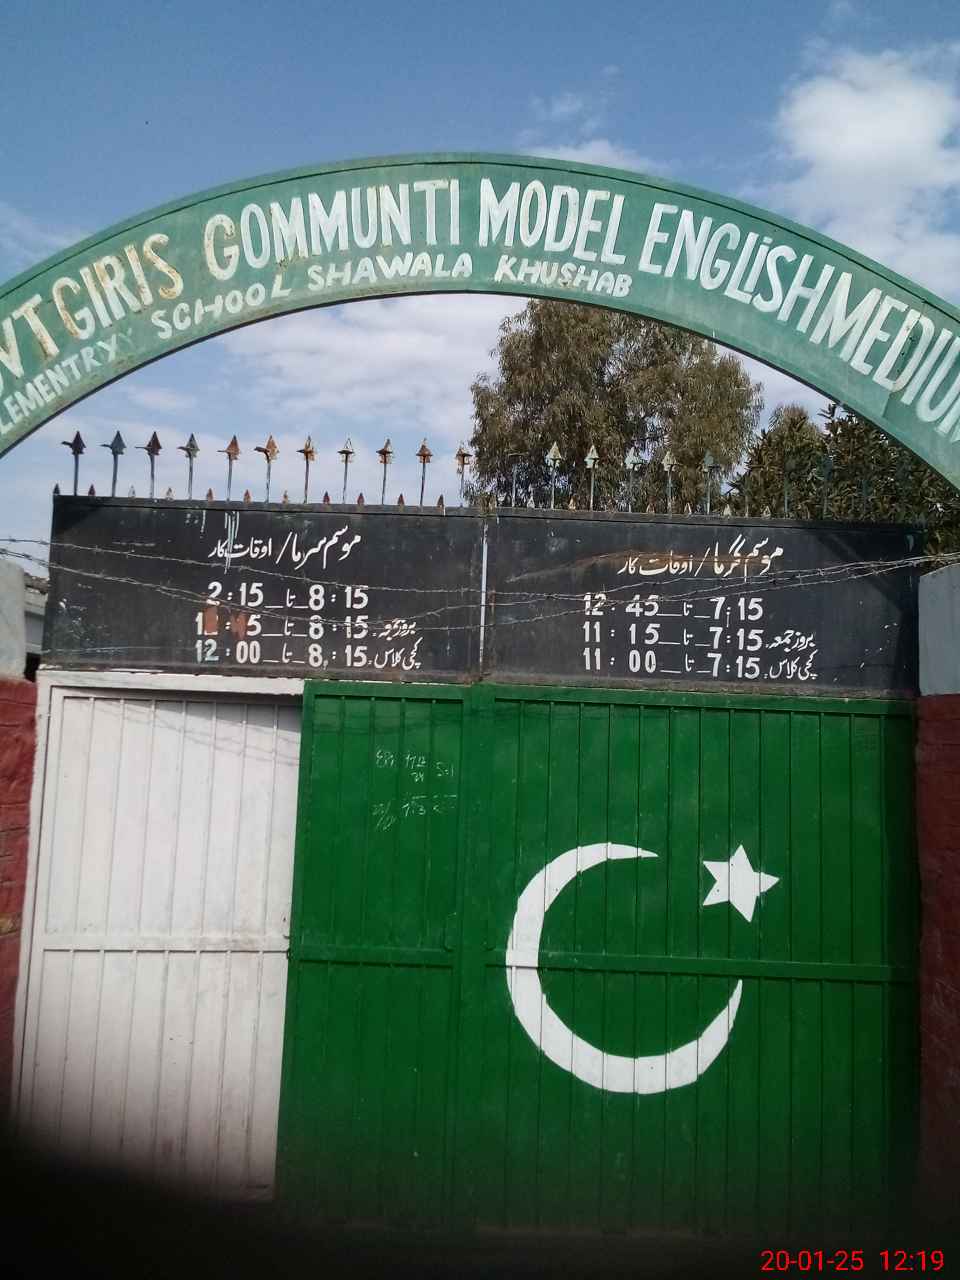 VT GIRlS GOMMUNTI MODEL ENGLiSH MEDIUM
LEMENTRY SCHOOL SHAWALA KHUSHAB
موسم سرما / اوقات کار
2:15 تا 8:15
بروز جمعہ 8:15 تا
کچی کلاس 8:15 تا 12:00
موسم گرما / اوقات کار
12:45 تا 7:15
بروز جمعہ 7:15 تا 11:15
کچی کلاس 7:15 تا 11:00
20-01-25 12:19